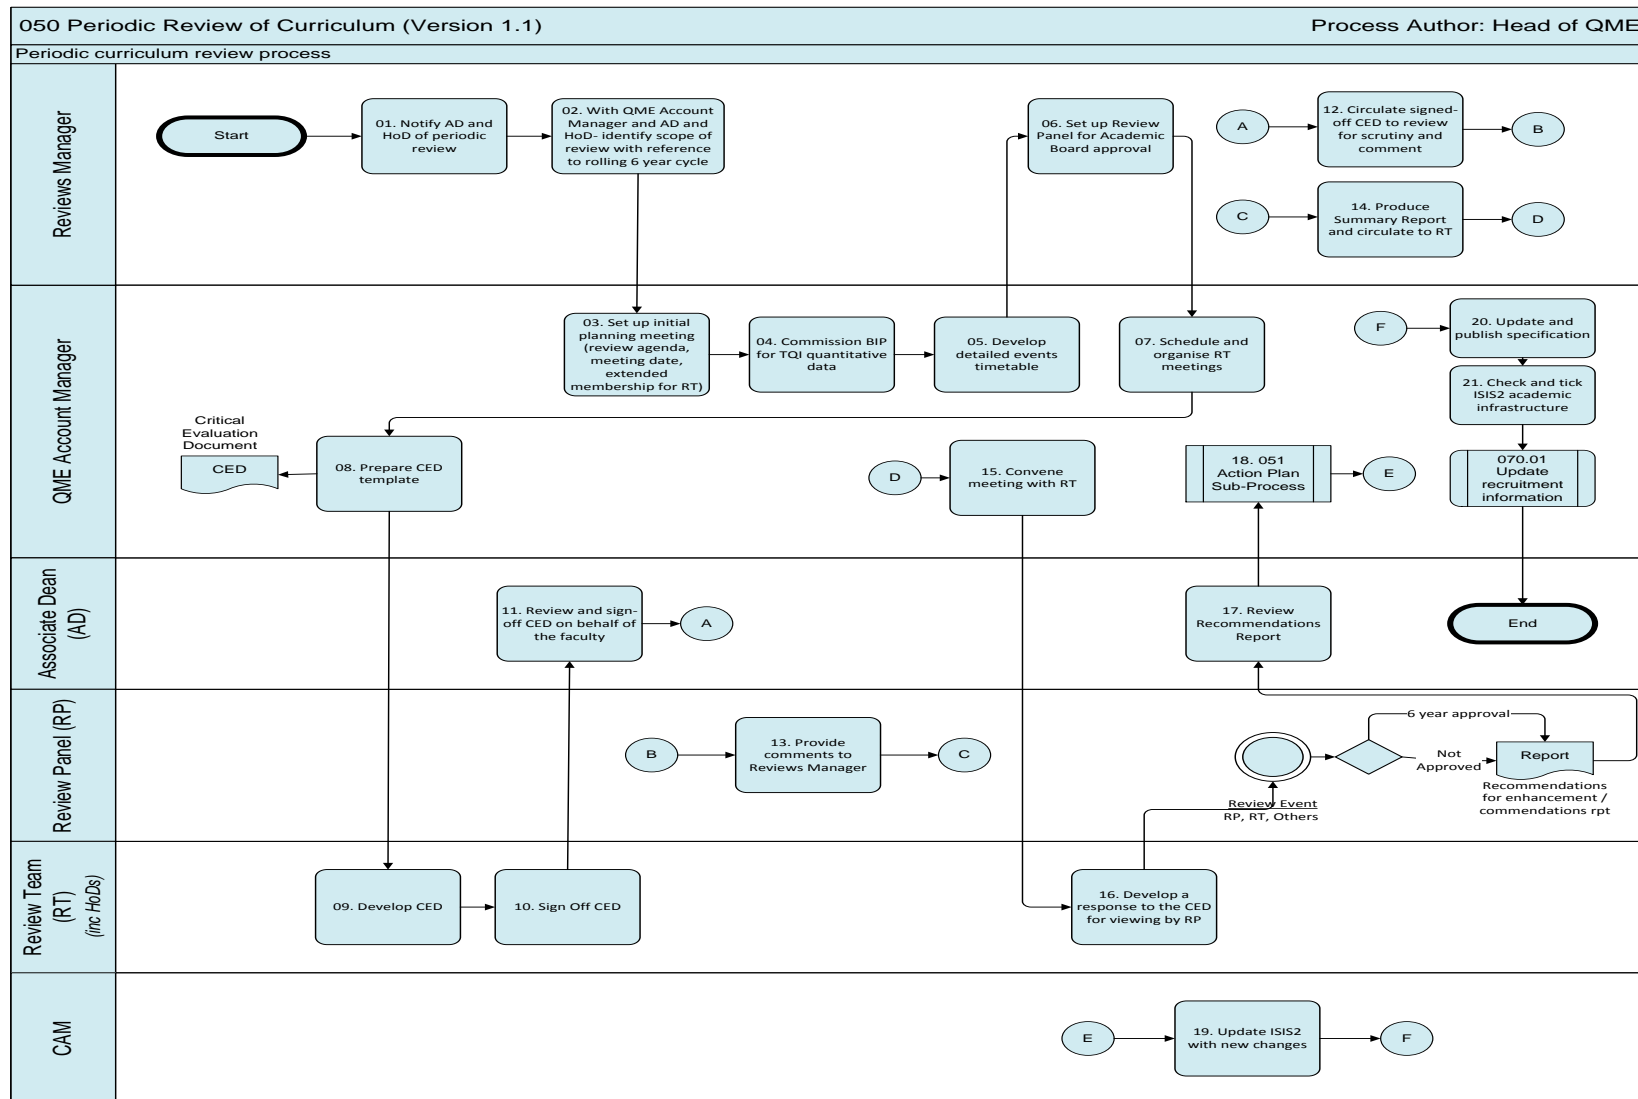 050 Periodic Review of Curriculum (Version 1.1)
Process Author: Head of QME
Periodic curriculum review process
Reviews Manager
Start
01. Notify AD and
HoD of periodic
review
02. With QME Account
Manager and AD and
HoD- identify scope of
review with reference
to rolling 6 year cycle
06. Set up Review
Panel for Academic
Board approval
A
12. Circulate signed-
off CED to review
for scrutiny and
comment
B
C
14. Produce
Summary Report
and circulate to RT
D
QME Account Manager
03. Set up initial
planning meeting
(review agenda,
meeting date,
extended
membership for RT)
04. Commission BIP
for TQI quantitative
data
05. Develop
detailed events
timetable
07. Schedule and
organise RT
meetings
F
20. Update and
publish specification
21. Check and tick
ISIS2 academic
infrastructure
Critical
Evaluation
Document
CED
08. Prepare CED
template
D
15. Convene
meeting with RT
18. 051
Action Plan
Sub-Process
E
070.01
Update
recruitment
information
Associate Dean
(AD)
11. Review and sign-
off CED on behalf of
the faculty
A
17. Review
Recommendations
Report
End
Review Panel (RP)
B
13. Provide
comments to
Reviews Manager
C
Review Event
RP, RT, Others
6 year approval
Not
Approved
Report
Recommendations
for enhancement /
commendations rpt
Review Team
(RT)
(inc HoDs)
09. Develop CED
10. Sign Off CED
16. Develop a
response to the CED
for viewing by RP
CAM
E
19. Update ISIS2
with new changes
F